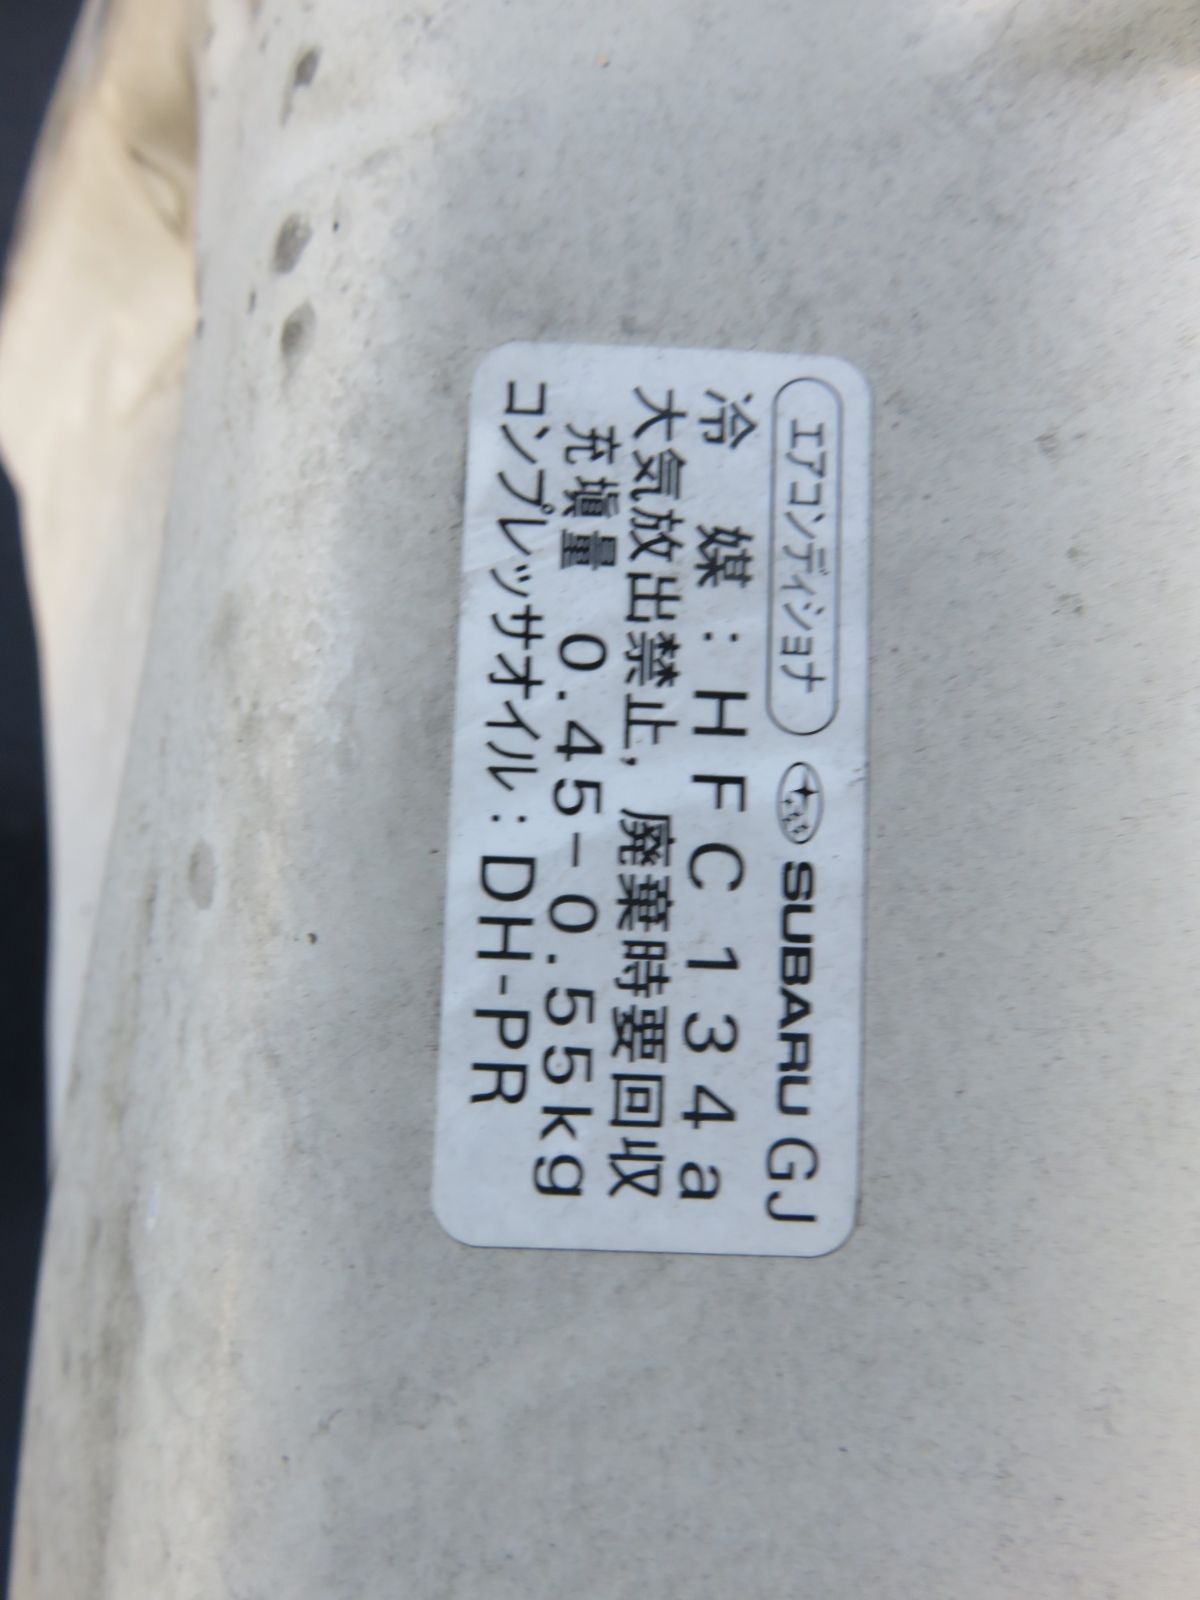 エアコンディショナ SUBARU GJ
冷 媒：HFC134a
大気放出禁止，廃棄時要回収
充塡量 0.45-0.55kg
コンプレッサオイル：DH-PR